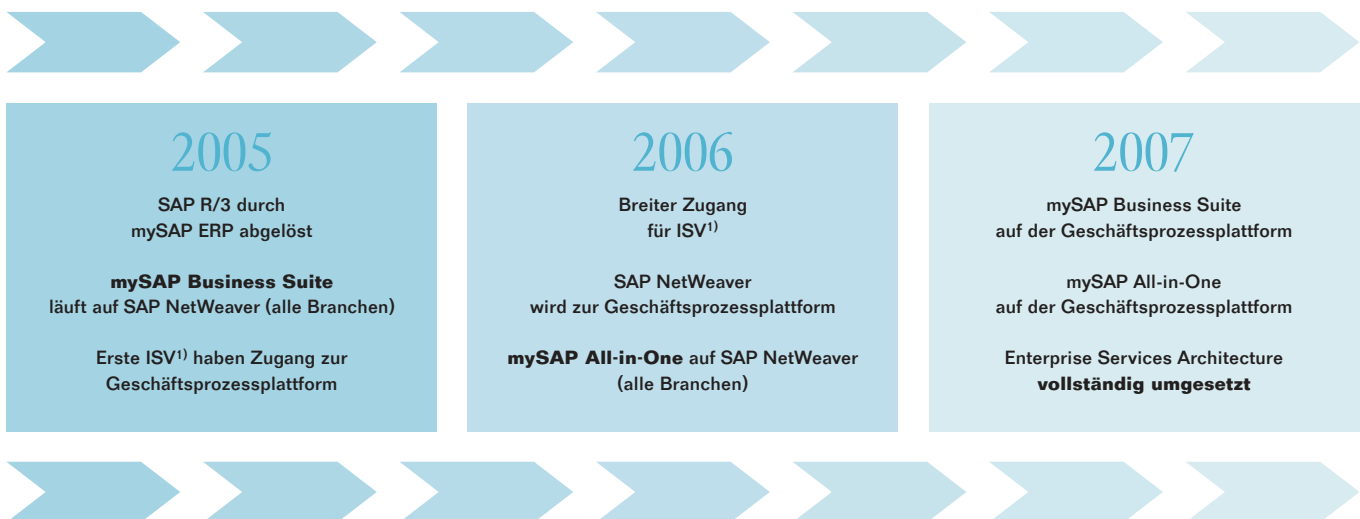 2005
SAP R/3 durch
mySAP ERP abgelöst
mySAP Business Suite
läuft auf SAP NetWeaver (alle Branchen)
Erste ISV1) haben Zugang zur
Geschäftsprozessplattform
2006
Breiter Zugang
für ISV1)
SAP NetWeaver
wird zur Geschäftsprozessplattform
mySAP All-in-One auf SAP NetWeaver
(alle Branchen)
2007
mySAP Business Suite
auf der Geschäftsprozessplattform
mySAP All-in-One
auf der Geschäftsprozessplattform
Enterprise Services Architecture
vollständig umgesetzt